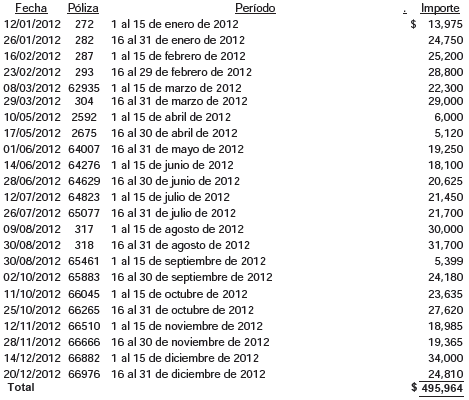 Fecha Póliza Período . Importe
12/01/2012 272 1 al 15 de enero de 2012 $ 13,975
26/01/2012 282 16 al 31 de enero de 2012 24,750
16/02/2012 287 1 al 15 de febrero de 2012 25,200
23/02/2012 293 16 al 29 de febrero de 2012 28,800
08/03/2012 62935 1 al 15 de marzo de 2012 22,300
29/03/2012 304 16 al 31 de marzo de 2012 29,000
10/05/2012 2592 1 al 15 de abril de 2012 6,000
17/05/2012 2675 16 al 30 de abril de 2012 5,120
01/06/2012 64007 16 al 31 de mayo de 2012 19,250
14/06/2012 64276 1 al 15 de junio de 2012 18,100
28/06/2012 64629 16 al 30 de junio de 2012 20,625
12/07/2012 64823 1 al 15 de julio de 2012 21,450
26/07/2012 65077 16 al 31 de julio de 2012 21,700
09/08/2012 317 1 al 15 de agosto de 2012 30,000
30/08/2012 318 16 al 31 de agosto de 2012 31,700
30/08/2012 65461 1 al 15 de septiembre de 2012 5,399
02/10/2012 65883 16 al 30 de septiembre de 2012 24,180
11/10/2012 66045 1 al 15 de octubre de 2012 23,635
25/10/2012 66265 16 al 31 de octubre de 2012 27,620
12/11/2012 66510 1 al 15 de noviembre de 2012 18,985
28/11/2012 66666 16 al 30 de noviembre de 2012 19,365
14/12/2012 66882 1 al 15 de diciembre de 2012 34,000
20/12/2012 66976 16 al 31 de diciembre de 2012 24,810
Total $ 495,964